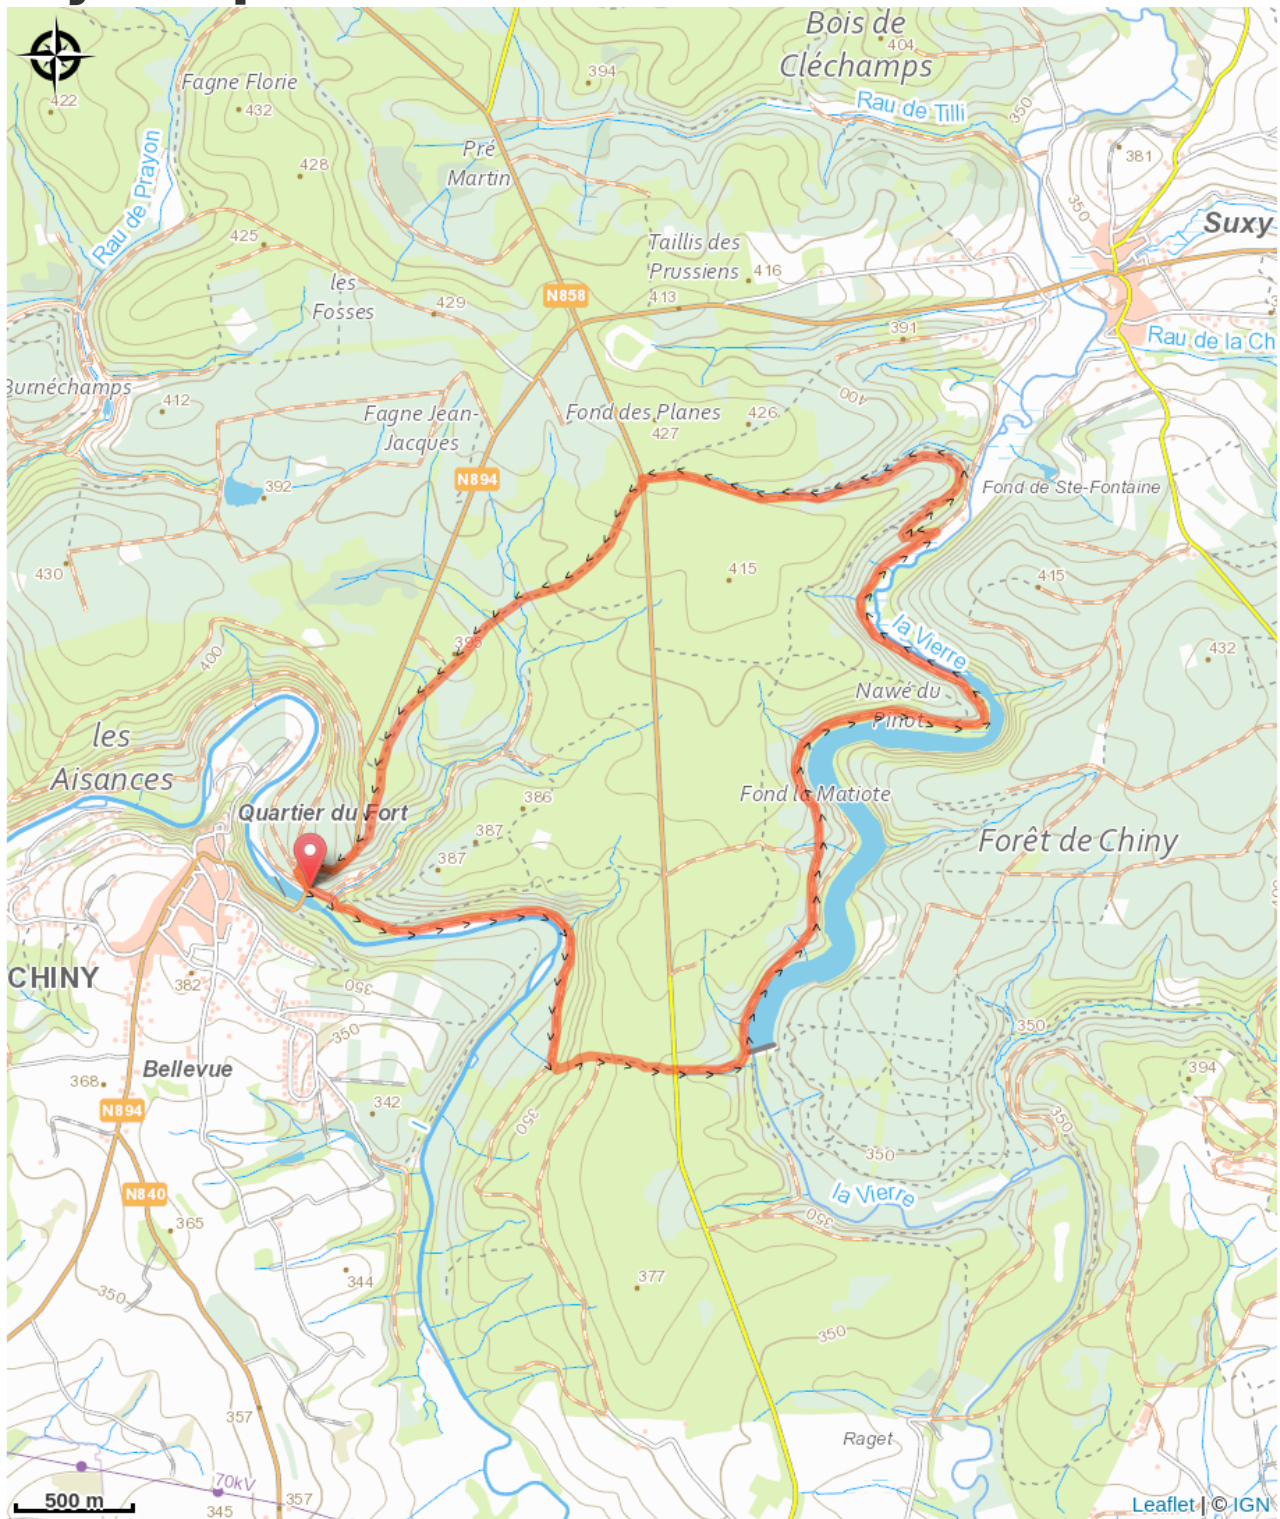 Bois de
Cléchamps
404
394
Fagne Florie
432
422
Rau de Tilli
350
381
Pré
Martin
428
Rau de Prayon
350
Suxy
425
Taillis des
Prussiens
416
les
Fosses
429
N858
413
391
Rau de la Ch
Burnéchamps
412
400
Fagne Jean-
Jacques
Fond des Planes
426
427
N894
392
Fond de Ste-Fontaine
430
415
415
la Vierre
400
395
432
Nawé du
Pinot
les
Aisances
Fond la Matiote
386
Quartier du Fort
387
387
Forêt de Chiny
CHINY
382
350
350
350
Bellevue
368
394
N894
342
350
350
350
N840
la Vierre
365
350
377
344
350
350
357
Raget
70kV
500 m
345
357
Leaflet | © IGN